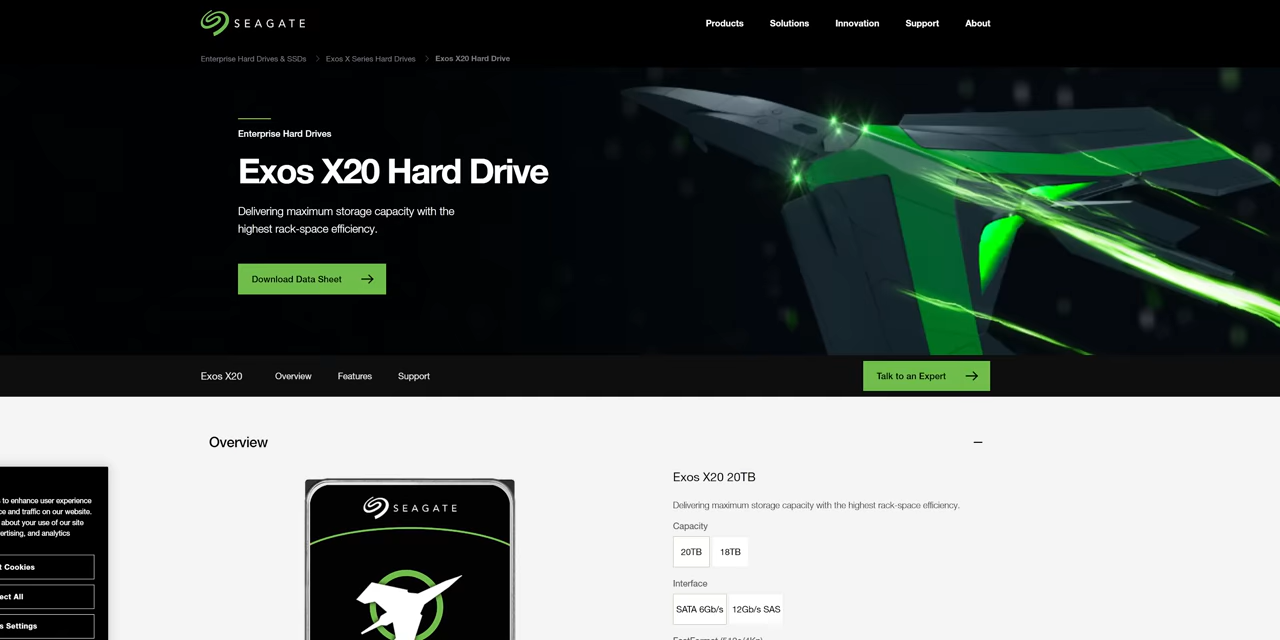 SEAGATE
Products
Solutions
Innovation
Support
About
Enterprise Hard Drives & SSDs
Exos X Series Hard Drives
Exos X20 Hard Drive
Enterprise Hard Drives
Exos X20 Hard Drive
Delivering maximum storage capacity with the
highest rack-space efficiency.
Download Data Sheet
Exos X20
Overview
Features
Support
Talk to an Expert
Overview
SEAGATE
Exos X20 20TB
Delivering maximum storage capacity with the highest rack-space efficiency.
Capacity
20TB
18TB
Interface
SATA 6Gb/s
12Gb/s SAS
to enhance user experience
and traffic on our website.
about your use of our site
and analytics
Cookies
All
Settings